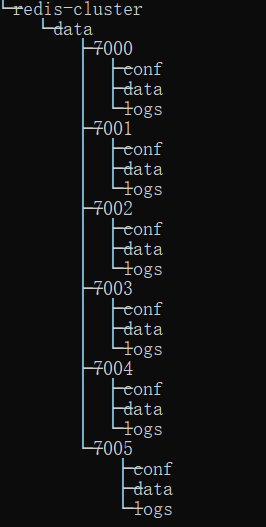 redis-cluster
data
7000
conf
data
logs
7001
conf
data
logs
7002
conf
data
logs
7003
conf
data
logs
7004
conf
data
logs
7005
conf
data
logs